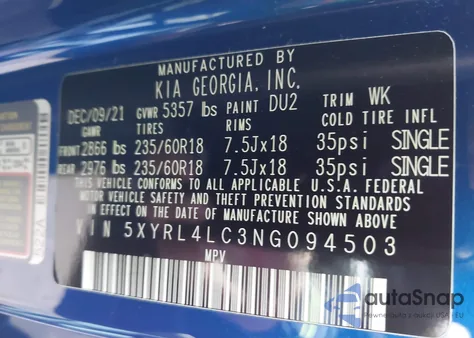 MANUFACTURED BY
KIA GEORGIA, INC.
DEC/09/21 GVWR 5357 lbs PAINT DU2 TRIM WK
GAWR TIRES RIMS COLD TIRE INFL
FRONT 2866 lbs 235/60R18 7.5Jx18 35psi SINGLE
REAR 2976 lbs 235/60R18 7.5Jx18 35psi SINGLE
THIS VEHICLE CONFORMS TO ALL APPLICABLE U.S.A. FEDERAL
MOTOR VEHICLE SAFETY AND THEFT PREVENTION STANDARDS
IN EFFECT ON THE DATE OF MANUFACTURE SHOWN ABOVE
VIN 5XYRL4LC3NG094503
MPV
autaSnap